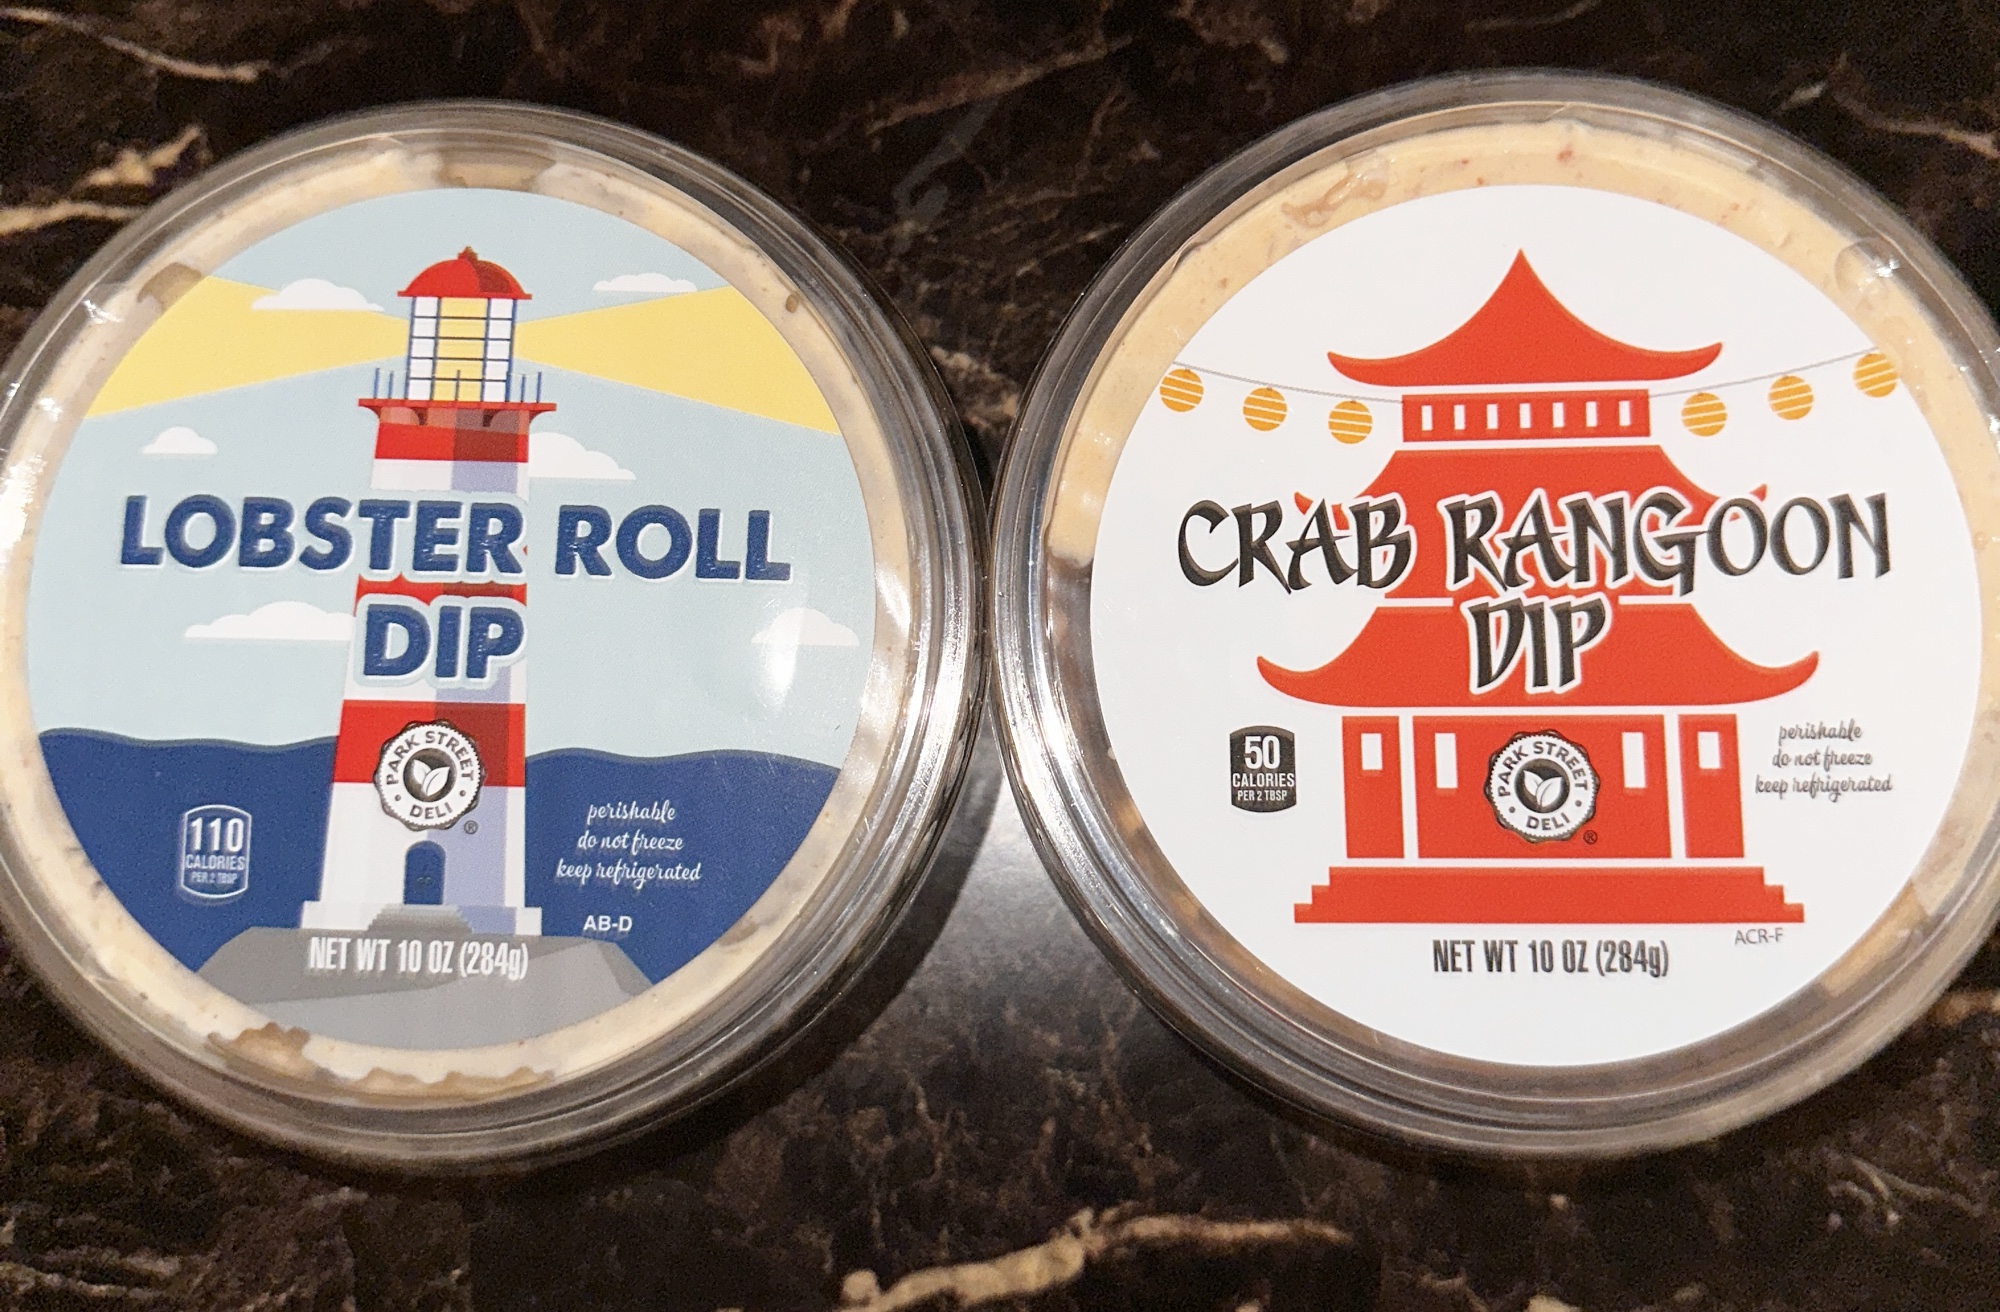 LOBSTER ROLL
DIP
PARK STREET
DELI
®
110
CALORIES
PER 2 TBSP
perishable
do not freeze
keep refrigerated
AB-D
NET WT 10 OZ (284g)
CRAB RANGOON
DIP
50
CALORIES
PER 2 TBSP
PARK STREET
DELI
®
perishable
do not freeze
keep refrigerated
ACR-F
NET WT 10 OZ (284g)